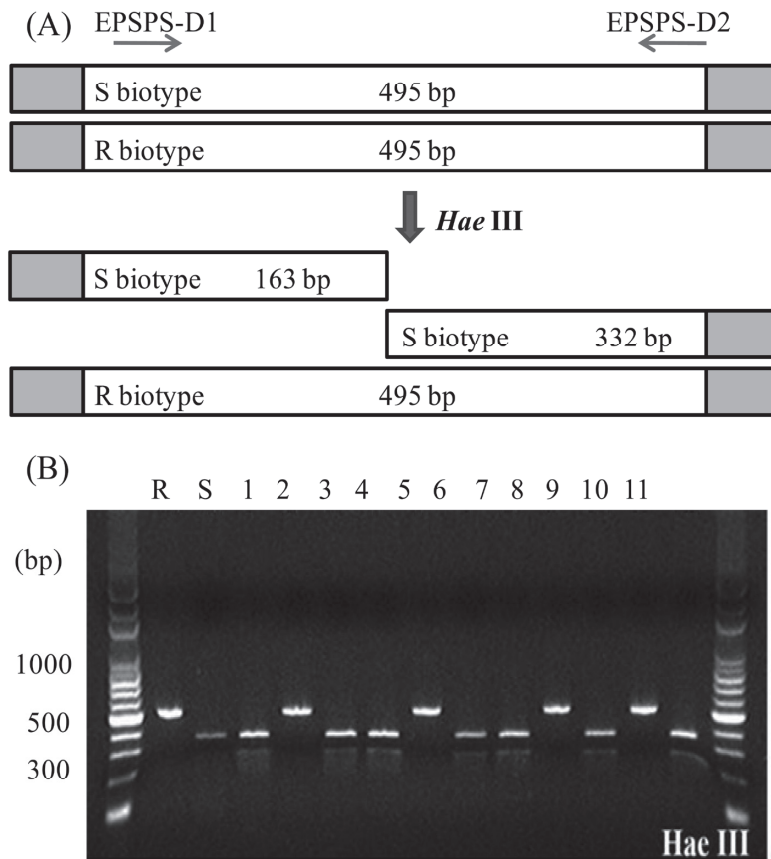 (A)
EPSPS-D1 EPSPS-D2
S biotype 495 bp
R biotype 495 bp
Hae III
S biotype 163 bp
S biotype 332 bp
R biotype 495 bp
(B)
R S 1 2 3 4 5 6 7 8 9 10 11
(bp)
1000
500
300
Hae III